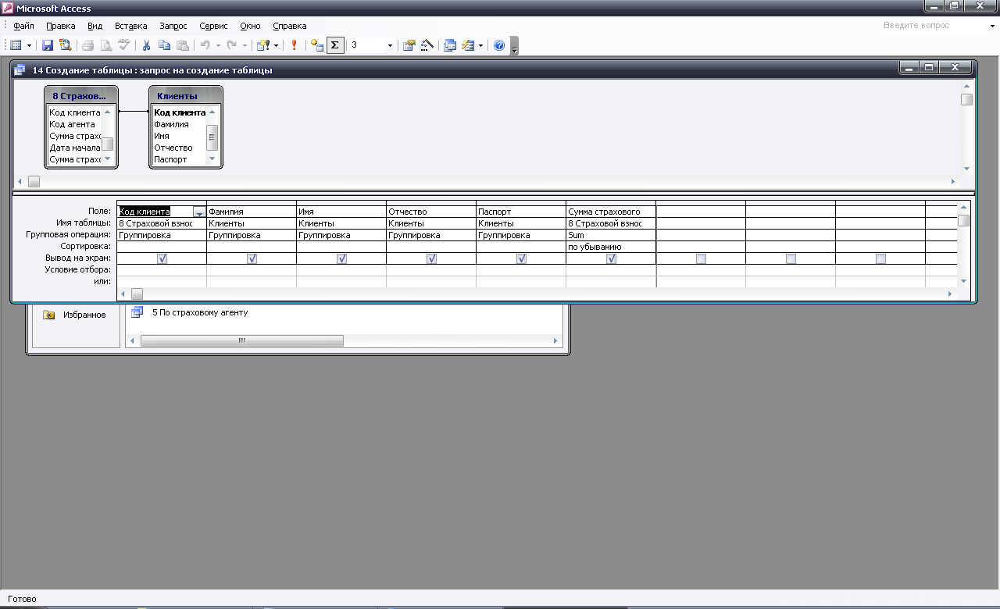 Microsoft Access
Файл Правка Вид Вставка Запрос Сервис Окно Справка Введите вопрос
ABC Σ 3
14 Создание таблицы : запрос на создание таблицы
8 Страхов... Клиенты
Код клиента Код клиента
Код агента Фамилия
Сумма страхо Имя
Дата начала Отчество
Сумма страхо Паспорт
Поле: Код клиента Фамилия Имя Отчество Паспорт Сумма страхового
Имя таблицы: 8 Страховой взнос Клиенты Клиенты Клиенты Клиенты 8 Страховой взнос
Групповая операция: Группировка Группировка Группировка Группировка Группировка Sum
Сортировка: по убыванию
Вывод на экран:
Условие отбора:
или:
Избранное 5 По страховому агенту
Готово